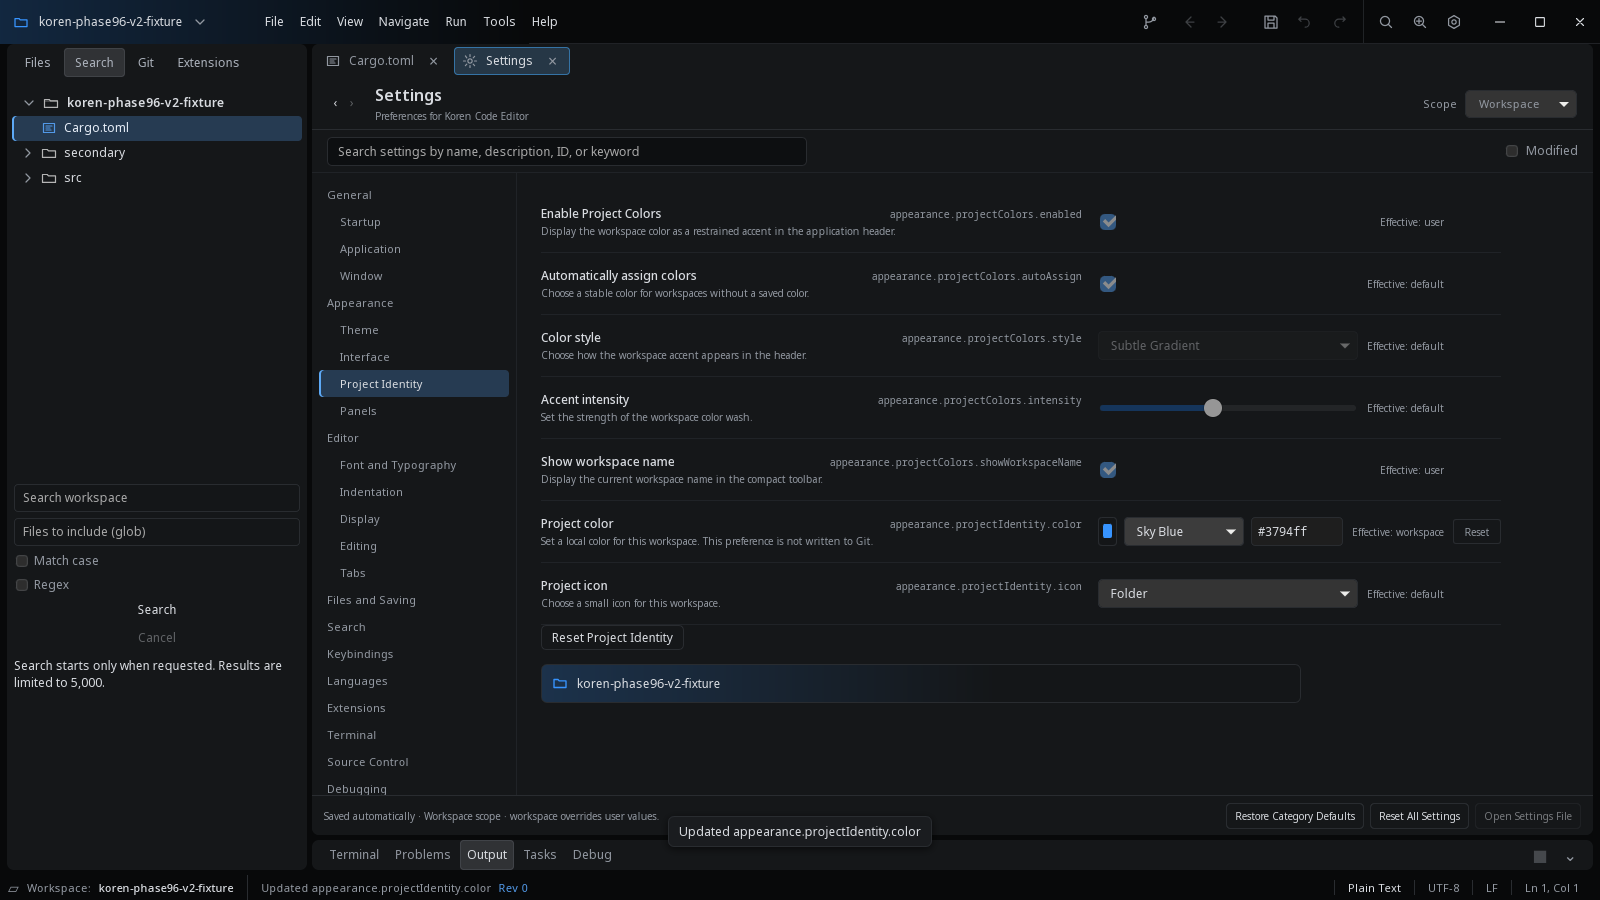 koren-phase96-v2-fixture
File Edit View Navigate Run Tools Help
Files Search Git Extensions
koren-phase96-v2-fixture
Cargo.toml
secondary
src
Search workspace
Files to include (glob)
Match case
Regex
Search
Cancel
Search starts only when requested. Results are
limited to 5,000.
Cargo.toml Settings
Settings
Preferences for Koren Code Editor
Scope Workspace
Search settings by name, description, ID, or keyword
Modified
General
Startup
Application
Window
Appearance
Theme
Interface
Project Identity
Panels
Editor
Font and Typography
Indentation
Display
Editing
Tabs
Files and Saving
Search
Keybindings
Languages
Extensions
Terminal
Source Control
Debugging
Enable Project Colors appearance.projectColors.enabled Effective: user
Display the workspace color as a restrained accent in the application header.
Automatically assign colors appearance.projectColors.autoAssign Effective: default
Choose a stable color for workspaces without a saved color.
Color style appearance.projectColors.style Subtle Gradient Effective: default
Choose how the workspace accent appears in the header.
Accent intensity appearance.projectColors.intensity Effective: default
Set the strength of the workspace color wash.
Show workspace name appearance.projectColors.showWorkspaceName Effective: user
Display the current workspace name in the compact toolbar.
Project color appearance.projectIdentity.color Sky Blue #3794ff Effective: workspace Reset
Set a local color for this workspace. This preference is not written to Git.
Project icon appearance.projectIdentity.icon Folder Effective: default
Choose a small icon for this workspace.
Reset Project Identity
koren-phase96-v2-fixture
Saved automatically · Workspace scope · workspace overrides user values.
Restore Category Defaults Reset All Settings Open Settings File
Updated appearance.projectIdentity.color
Terminal Problems Output Tasks Debug
Workspace: koren-phase96-v2-fixture Updated appearance.projectIdentity.color Rev 0 Plain Text UTF-8 LF Ln 1, Col 1